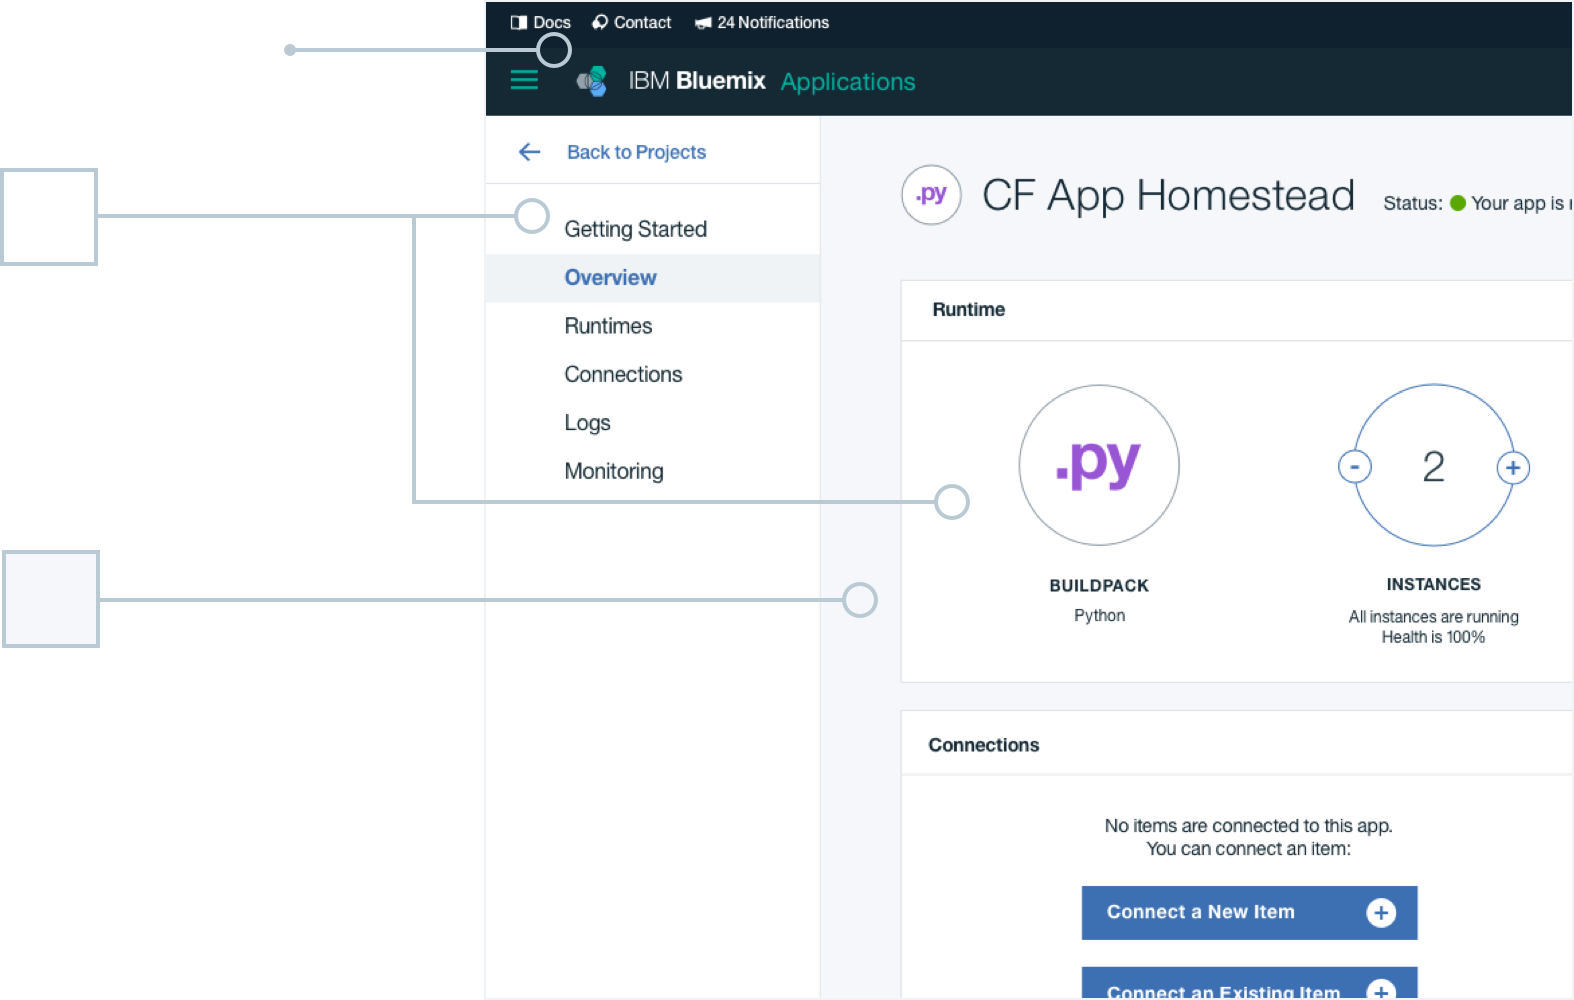 Docs Contact 24 Notifications
IBM Bluemix Applications
Back to Projects
Getting Started
Overview
Runtimes
Connections
Logs
Monitoring
.py CF App Homestead Status: Your app is
Runtime
.py
- 2 +
BUILDPACK
Python
INSTANCES
All instances are running
Health is 100%
Connections
No items are connected to this app.
You can connect an item:
Connect a New Item +
Connect an Existing Item +